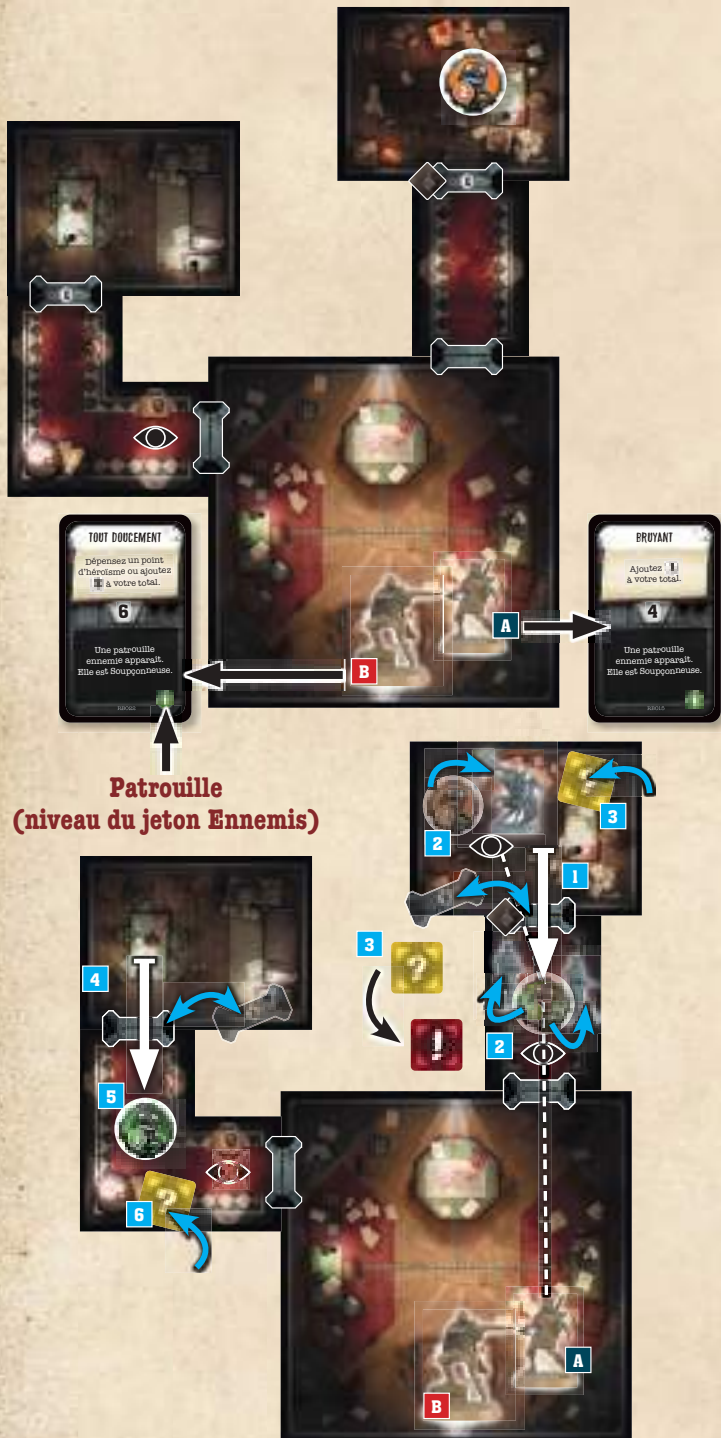 TOUT DOUCEMENT
Dépensez un point
d'héroïsme ou ajoutez
à votre total.
6
Une patrouille
ennemie apparait.
Elle est Soupçonneuse.
BRUYANT
Ajoutez
à votre total.
4
Une patrouille
ennemie apparait.
Elle est Soupçonneuse.
A
B
Patrouille
(niveau du jeton Ennemis)
2
3
1
3
?
!
4
2
5
6
?
A
B